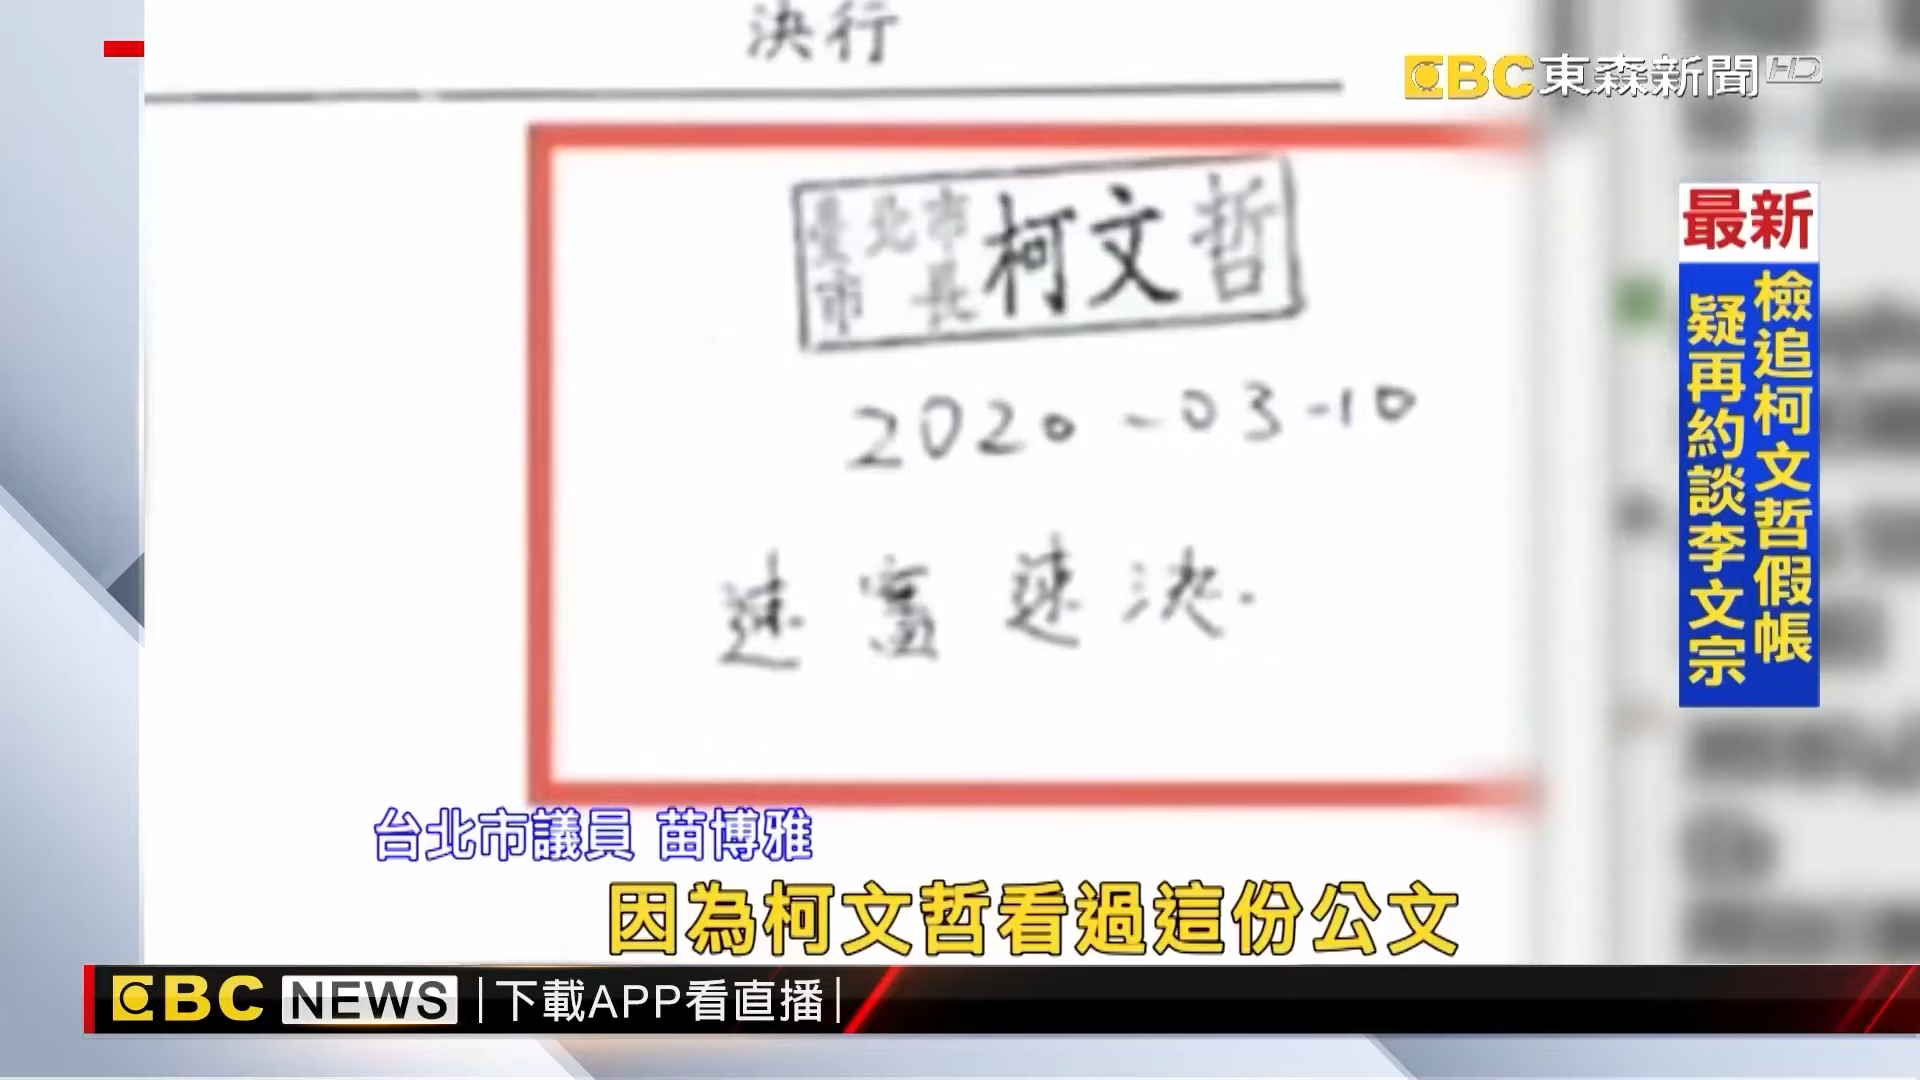 決行
EBC東森新聞HD
臺北市
市長
柯文哲
2020-03-10
速審速決.
最新
檢追柯文哲假帳
疑再約談李文宗
台北市議員 苗博雅
因為柯文哲看過這份公文
EBC NEWS |下載APP看直播|